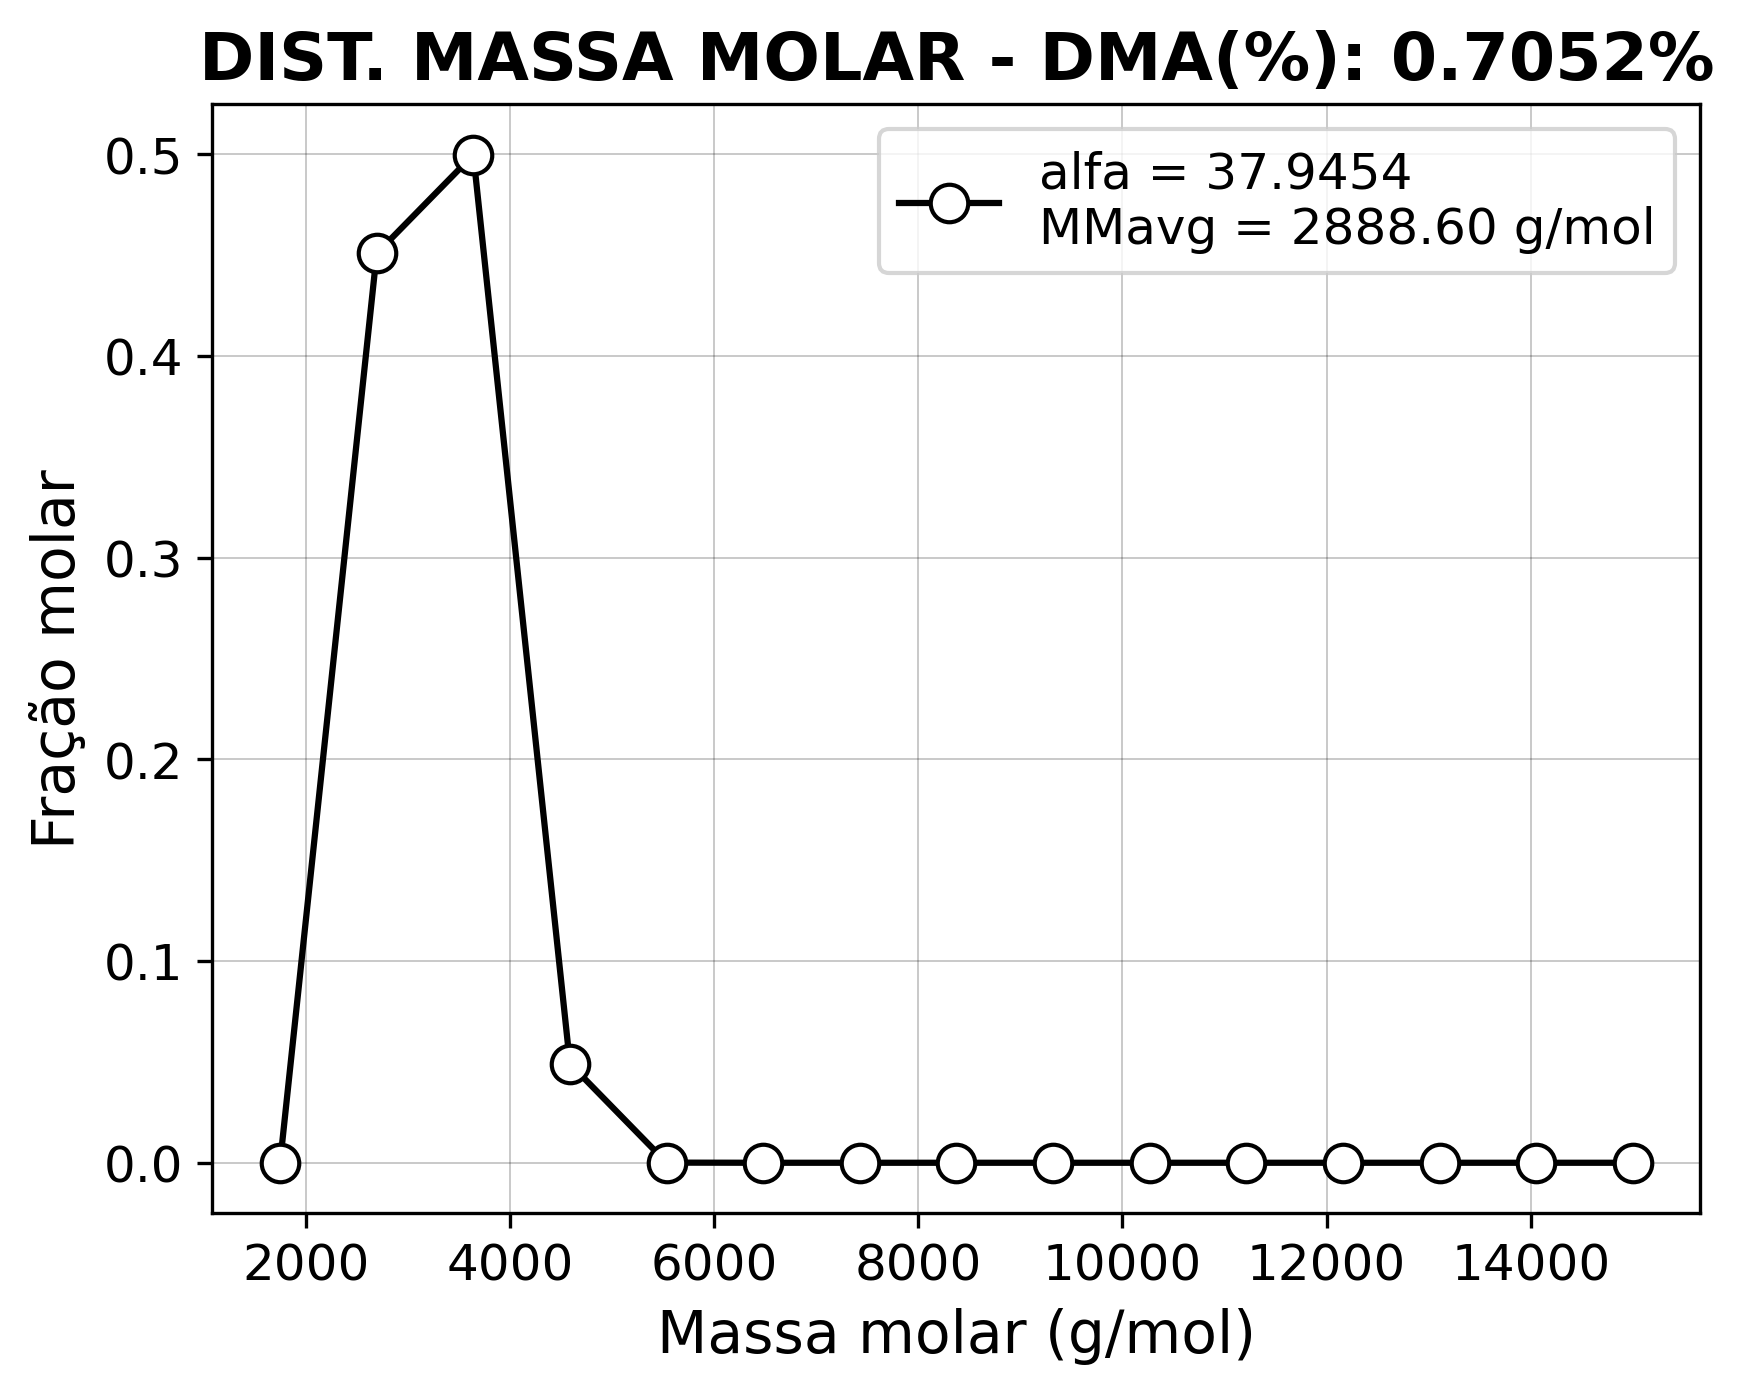 DIST. MASSA MOLAR - DMA(%): 0.7052%
alfa = 37.9454
MMavg = 2888.60 g/mol
Fração molar
0.5
0.4
0.3
0.2
0.1
0.0
2000 4000 6000 8000 10000 12000 14000
Massa molar (g/mol)